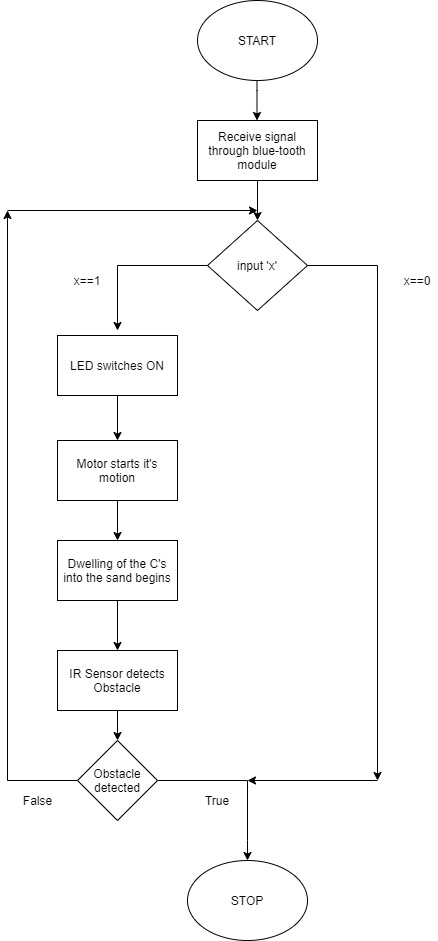 START
Receive signal
through blue-tooth
module
input 'x'
x==1
x==0
LED switches ON
Motor starts it's
motion
Dwelling of the C's
into the sand begins
IR Sensor detects
Obstacle
Obstacle
detected
False
True
STOP